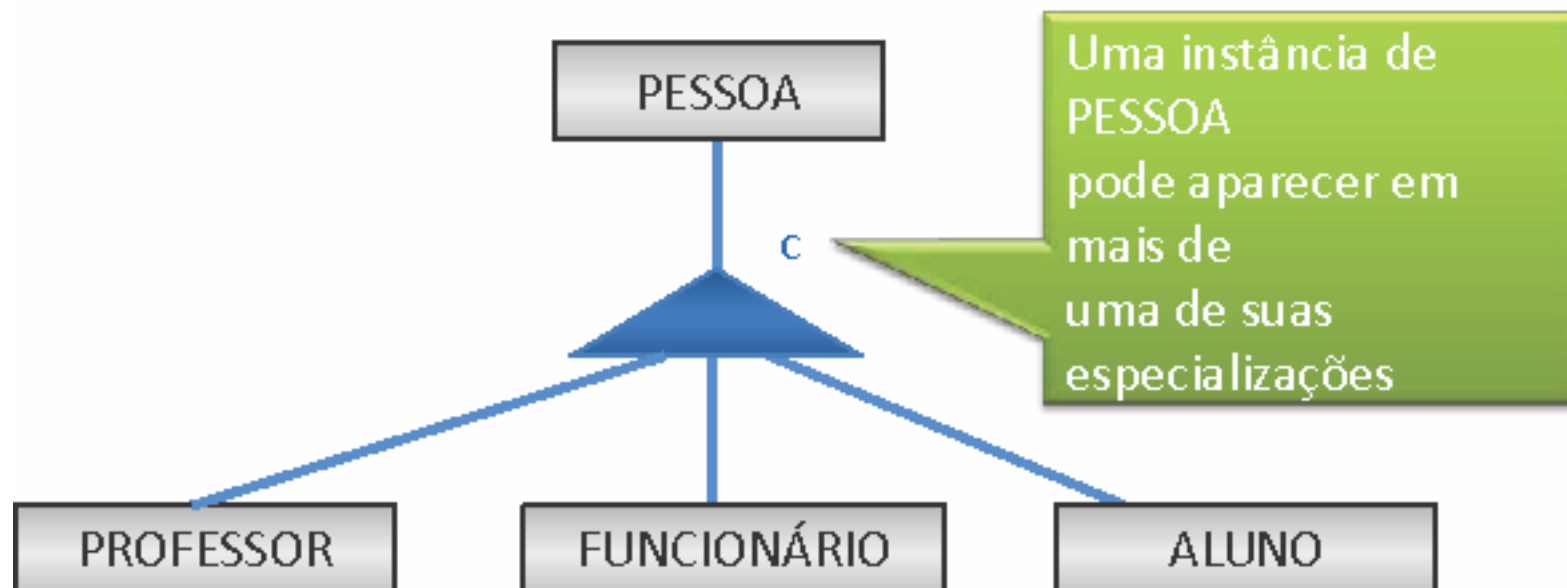 PESSOA
Uma instância de
PESSOA
pode aparecer em
mais de
uma de suas
especializações
c
PROFESSOR
FUNCIONÁRIO
ALUNO